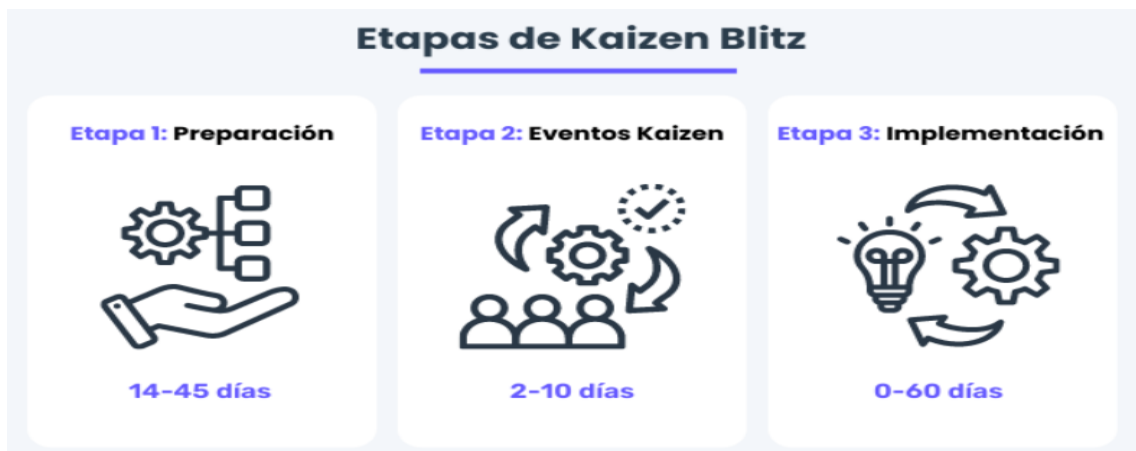 Etapas de Kaizen Blitz
Etapa 1: Preparación
14-45 días
Etapa 2: Eventos Kaizen
2-10 días
Etapa 3: Implementación
0-60 días